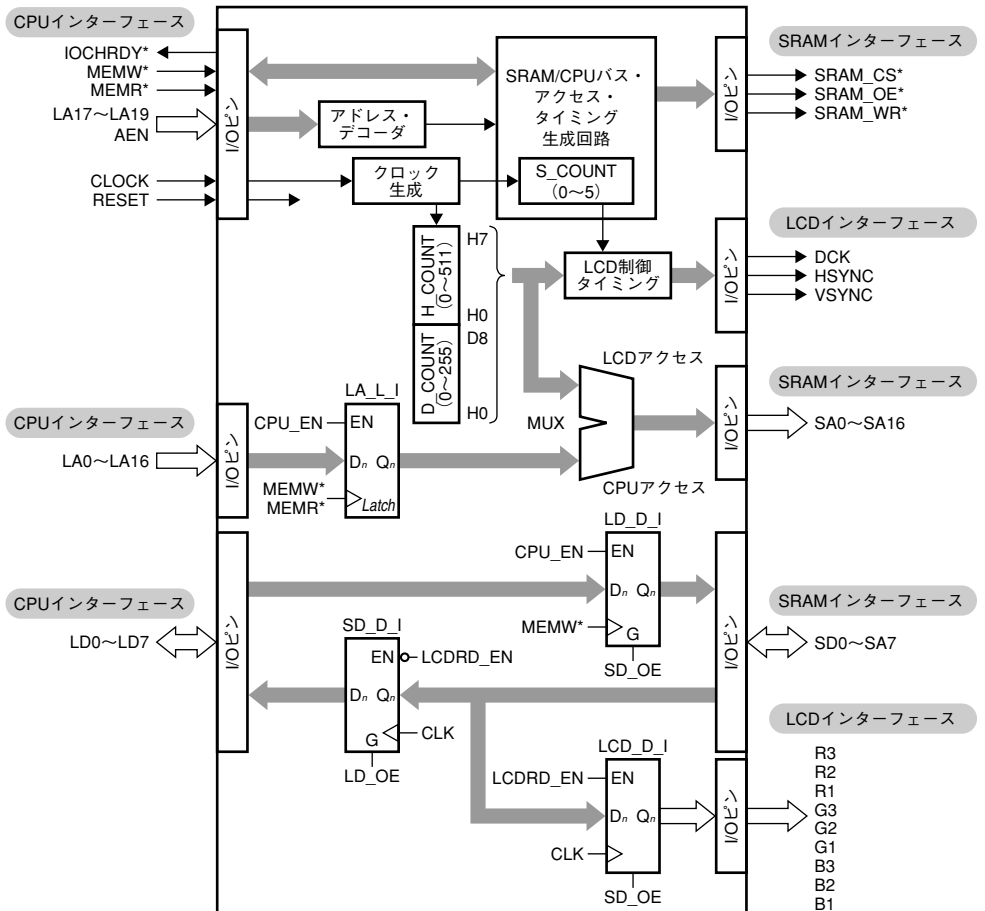 CPUインターフェース
IOCHRDY*
MEMW*
MEMR*
LA17～LA19
AEN
CLOCK
RESET
I/Oピン
アドレス・
デコーダ
クロック
生成
SRAM/CPUバス・
アクセス・
タイミング
生成回路
S_COUNT
(0～5)
I/Oピン
SRAMインターフェース
SRAM_CS*
SRAM_OE*
SRAM_WR*
H_COUNT
(0～511)
D_COUNT
(0～255)
H7
H0
D8
H0
LCD制御
タイミング
I/Oピン
LCDインターフェース
DCK
HSYNC
VSYNC
LCDアクセス
MUX
CPUアクセス
I/Oピン
SRAMインターフェース
SA0～SA16
CPUインターフェース
LA0～LA16
I/Oピン
LA_L_I
CPU_EN
EN
Dn Qn
MEMW*
MEMR*
Latch
LD_D_I
CPU_EN
EN
Dn Qn
MEMW*
G
SD_OE
CPUインターフェース
LD0～LD7
I/Oピン
SD_D_I
EN
LCDRD_EN
Dn Qn
G
CLK
LD_OE
I/Oピン
SRAMインターフェース
SD0～SA7
LCD_D_I
LCDRD_EN
EN
Dn Qn
CLK
SD_OE
I/Oピン
LCDインターフェース
R3
R2
R1
G3
G2
G1
B3
B2
B1